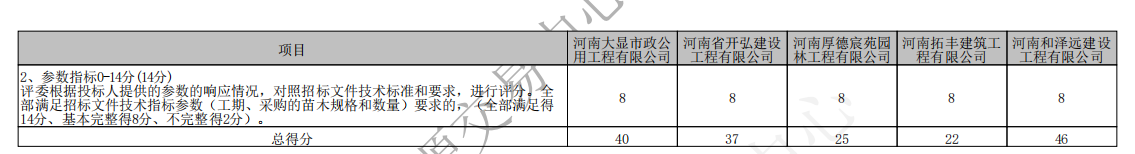 项目
河南大显市政公
用工程有限公司
河南省开弘建设
工程有限公司
河南厚德宸苑园
林工程有限公司
河南拓丰建筑工
程有限公司
河南和泽远建设
工程有限公司
2、参数指标0-14分(14分)
评委根据投标人提供的参数的响应情况，对照招标文件技术标准和要求，进行评分。全
部满足招标文件技术指标参数（工期、采购的苗木规格和数量）要求的，（全部满足得
14分、基本完整得8分、不完整得2分）。
8
8
8
8
8
总得分
40
37
25
22
46
源交易中心
中心